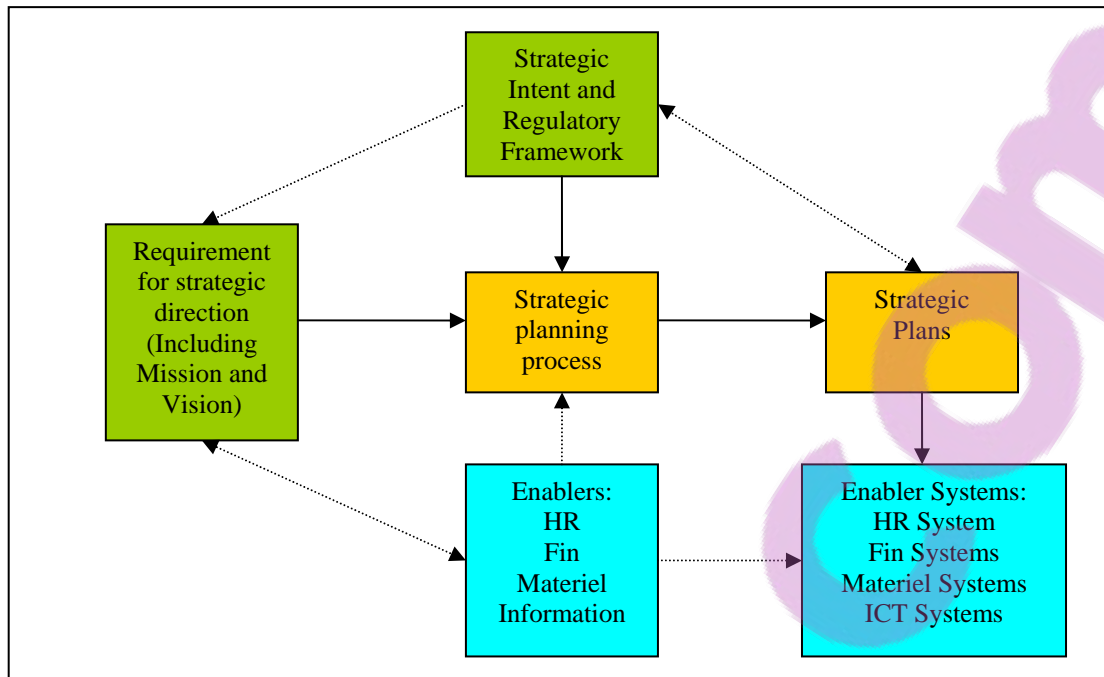 Strategic
Intent and
Regulatory
Framework
Requirement
for strategic
direction
(Including
Mission and
Vision)
Strategic
planning
process
Strategic
Plans
Enablers:
HR
Fin
Materiel
Information
Enabler Systems:
HR System
Fin Systems
Materiel Systems
ICT Systems
com